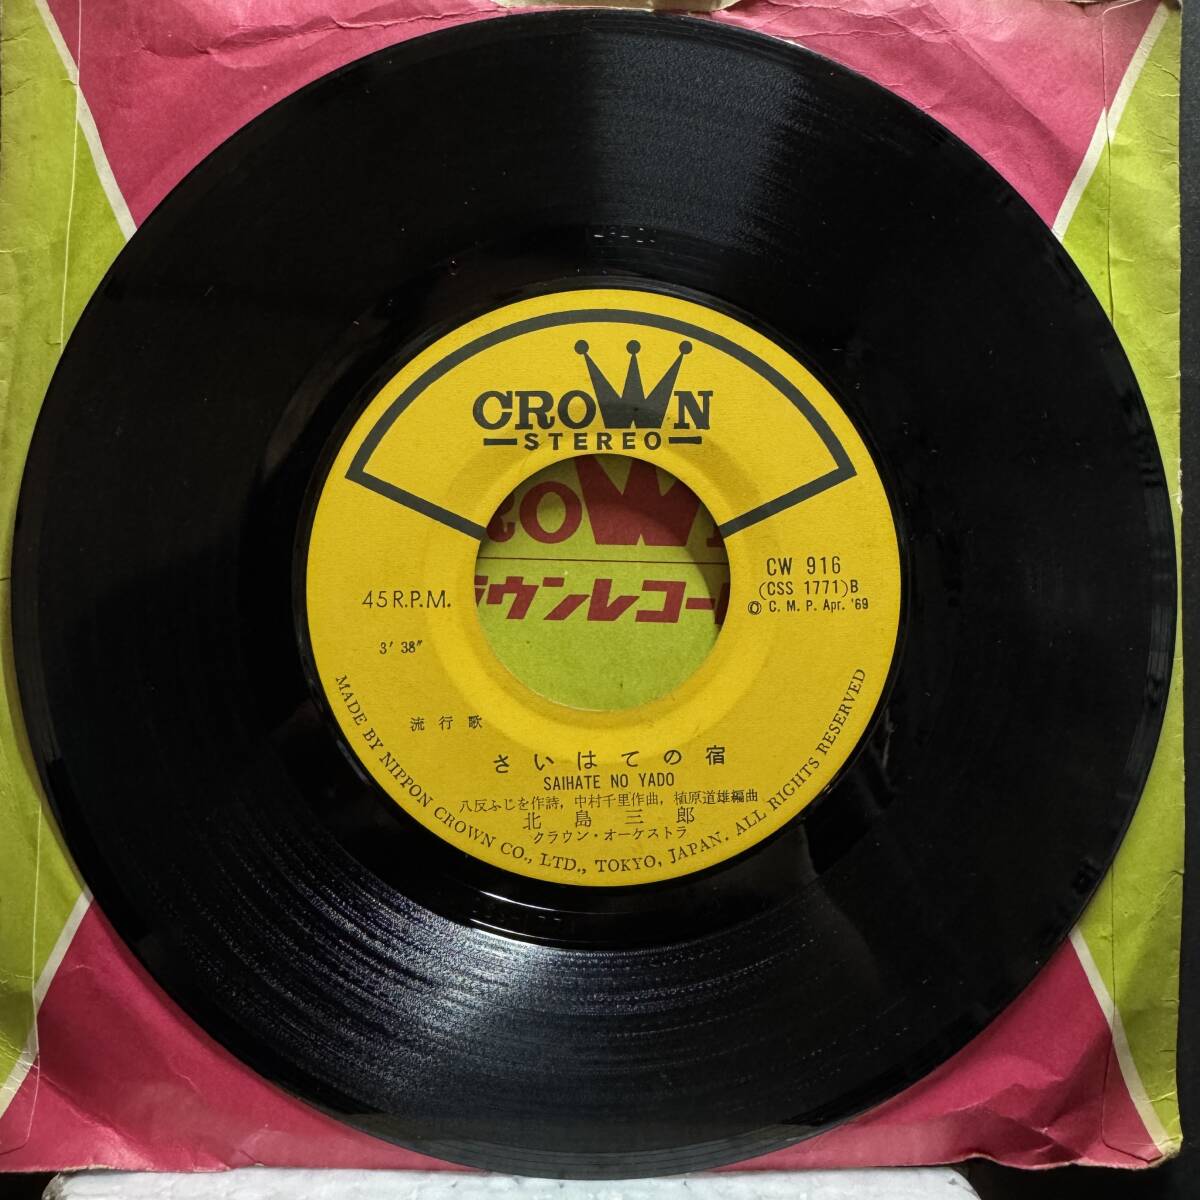 CROWN
STEREO
CROWN
クラウンレコード
CW 916
(CSS 1771)B
45 R.P.M.
Ⓒ C. M. P. Apr. '69
3' 38"
流行歌
さいはての宿
SAIHATE NO YADO
八反ふじを作詩, 中村千里作曲, 植原道雄編曲
北島三郎
クラウン・オーケストラ
MADE BY NIPPON CROWN CO., LTD., TOKYO, JAPAN. ALL RIGHTS RESERVED